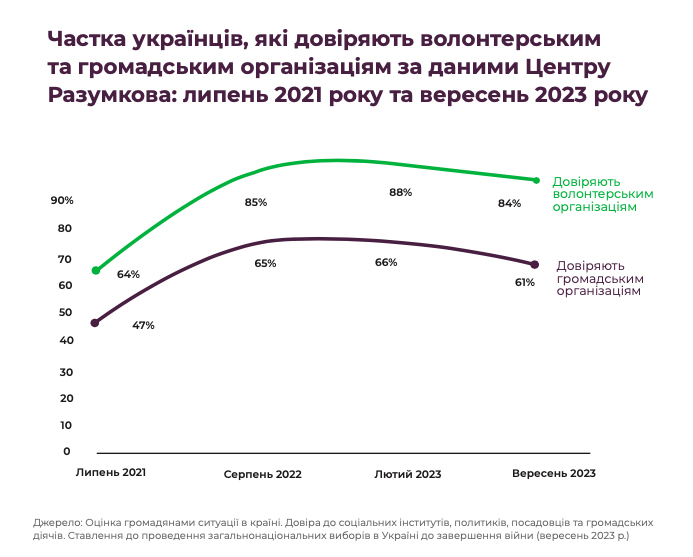 Частка українців, які довіряють волонтерським
та громадським організаціям за даними Центру
Разумкова: липень 2021 року та вересень 2023 року
90%
80
70
60
50
40
30
20
10
0
64%
85%
88%
84%
Довіряють
волонтерським
організаціям
47%
65%
66%
61%
Довіряють
громадським
організаціям
Липень 2021
Серпень 2022
Лютий 2023
Вересень 2023
Джерело: Оцінка громадянами ситуації в країні. Довіра до соціальних інститутів, політиків, посадовців та громадських
діячів. Ставлення до проведення загальнонаціональних виборів в Україні до завершення війни (вересень 2023 р.)